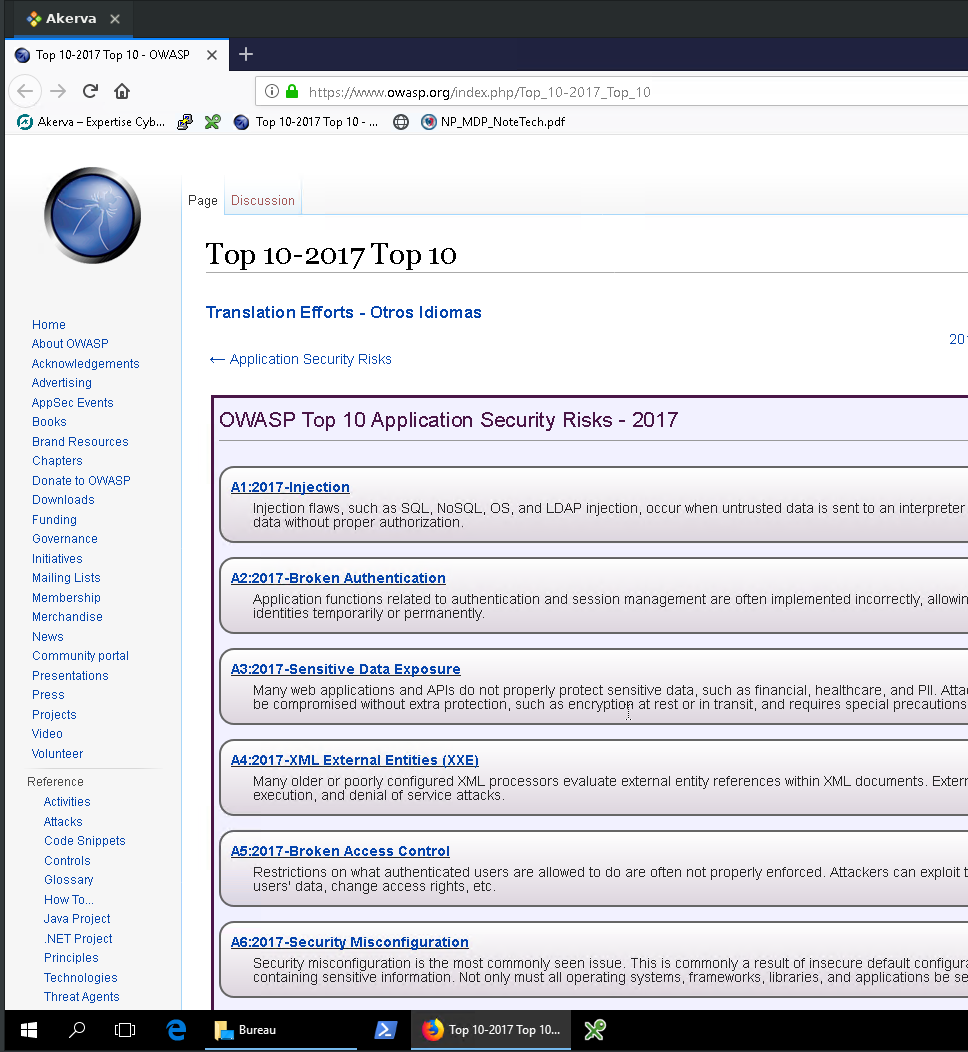 Akerva
Top 10-2017 Top 10 - OWASP
https://www.owasp.org/index.php/Top_10-2017_Top_10
Akerva – Expertise Cyb... Top 10-2017 Top 10 - ... NP_MDP_NoteTech.pdf
Page Discussion
Top 10-2017 Top 10
Translation Efforts - Otros Idiomas
← Application Security Risks
OWASP Top 10 Application Security Risks - 2017
A1:2017-Injection
Injection flaws, such as SQL, NoSQL, OS, and LDAP injection, occur when untrusted data is sent to an interpreter
data without proper authorization.
A2:2017-Broken Authentication
Application functions related to authentication and session management are often implemented incorrectly, allowin
identities temporarily or permanently.
A3:2017-Sensitive Data Exposure
Many web applications and APIs do not properly protect sensitive data, such as financial, healthcare, and PII. Atta
be compromised without extra protection, such as encryption at rest or in transit, and requires special precautions
A4:2017-XML External Entities (XXE)
Many older or poorly configured XML processors evaluate external entity references within XML documents. Extern
execution, and denial of service attacks.
A5:2017-Broken Access Control
Restrictions on what authenticated users are allowed to do are often not properly enforced. Attackers can exploit t
users' data, change access rights, etc.
A6:2017-Security Misconfiguration
Security misconfiguration is the most commonly seen issue. This is commonly a result of insecure default configura
containing sensitive information. Not only must all operating systems, frameworks, libraries, and applications be se
Home
About OWASP
Acknowledgements
Advertising
AppSec Events
Books
Brand Resources
Chapters
Donate to OWASP
Downloads
Funding
Governance
Initiatives
Mailing Lists
Membership
Merchandise
News
Community portal
Presentations
Press
Projects
Video
Volunteer
Reference
Activities
Attacks
Code Snippets
Controls
Glossary
How To...
Java Project
.NET Project
Principles
Technologies
Threat Agents
Bureau Top 10-2017 Top 10...